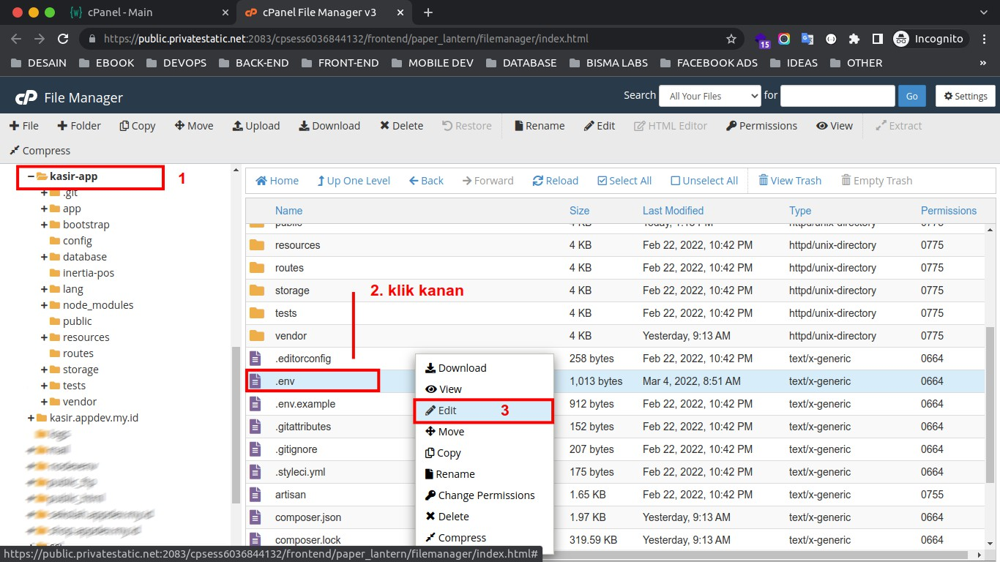 cPanel - Main
cPanel File Manager v3
https://public.privatestatic.net:2083/cpsess6036844132/frontend/paper_lantern/filemanager/index.html
15
Incognito
DESAIN EBOOK DEVOPS BACK-END FRONT-END MOBILE DEV DATABASE BISMA LABS FACEBOOK ADS IDEAS OTHER »
cP File Manager
Search All Your Files for Go Settings
File Folder Copy Move Upload Download Delete Restore Rename Edit HTML Editor Permissions View Extract
Compress
kasir-app 1
.git
app
bootstrap
config
database
inertia-pos
lang
node_modules
public
resources
routes
storage
tests
vendor
kasir.appdev.my.id
Home Up One Level Back Forward Reload Select All Unselect All View Trash Empty Trash
Name Size Last Modified Type Permissions
public 4 KB Today, 1:13 PM httpd/unix-directory 0775
resources 4 KB Feb 22, 2022, 10:42 PM httpd/unix-directory 0775
routes 4 KB Feb 22, 2022, 10:42 PM httpd/unix-directory 0775
storage 4 KB Feb 22, 2022, 10:42 PM httpd/unix-directory 0775
2. klik kanan
tests 4 KB Feb 22, 2022, 10:42 PM httpd/unix-directory 0775
vendor 4 KB Yesterday, 9:13 AM httpd/unix-directory 0775
.editorconfig 258 bytes Feb 22, 2022, 10:42 PM text/x-generic 0664
.env 1,013 bytes Mar 4, 2022, 8:51 AM text/x-generic 0664
.env.example 912 bytes Feb 22, 2022, 10:42 PM text/x-generic 0664
.gitattributes 152 bytes Feb 22, 2022, 10:42 PM text/x-generic 0664
.gitignore 207 bytes Feb 22, 2022, 10:42 PM text/x-generic 0664
.styleci.yml 175 bytes Feb 22, 2022, 10:42 PM text/x-generic 0664
artisan 1.65 KB Feb 22, 2022, 10:42 PM text/x-generic 0755
composer.json 1.97 KB Yesterday, 9:13 AM text/x-generic 0664
composer.lock 319.59 KB Yesterday, 9:13 AM text/x-generic 0664
Download
View
Edit 3
Move
Copy
Rename
Change Permissions
Delete
Compress
https://public.privatestatic.net:2083/cpsess6036844132/frontend/paper_lantern/filemanager/index.html#